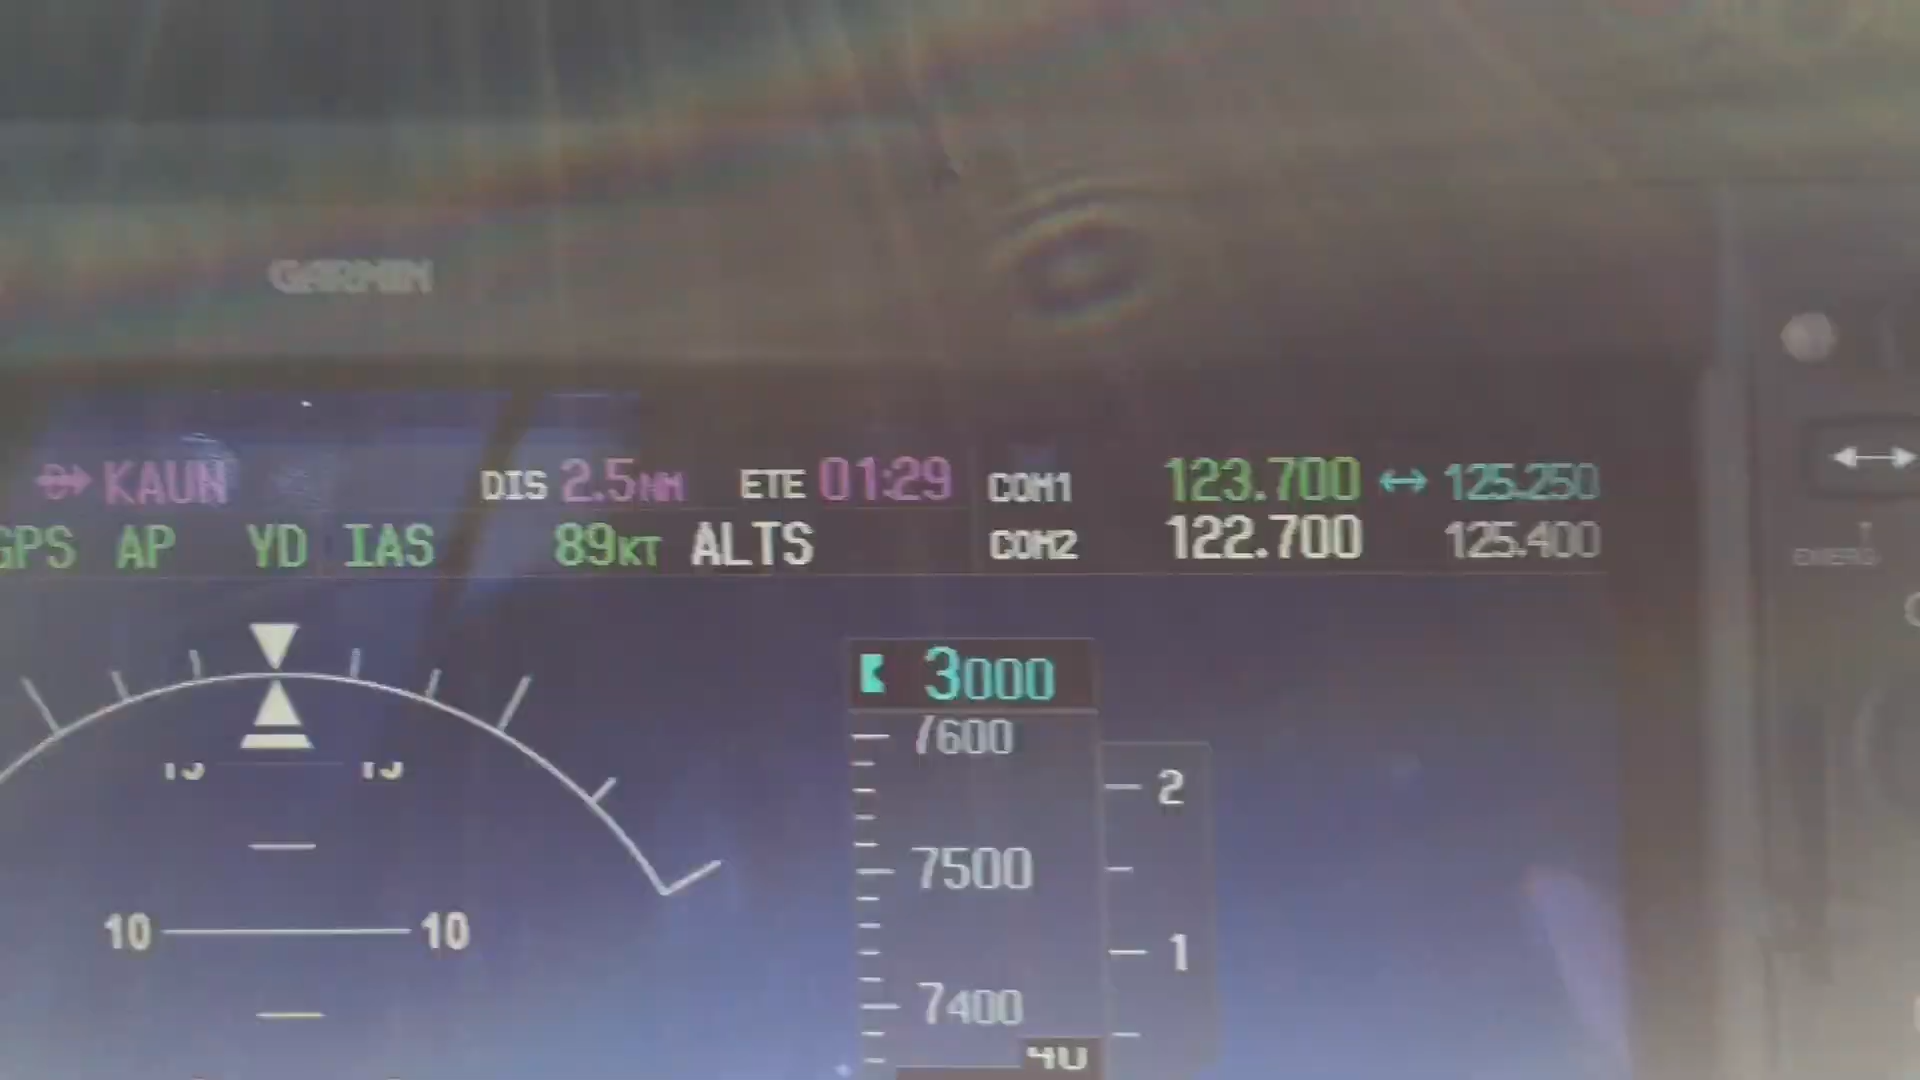 GARMIN
KAUN DIS 2.5NM ETE 01:29 COM1 123.700 ↔ 125.250
GPS AP YD IAS 89KT ALTS COM2 122.700 125.400
EMERG
3000
7600
2
7500
10 10
1
7400